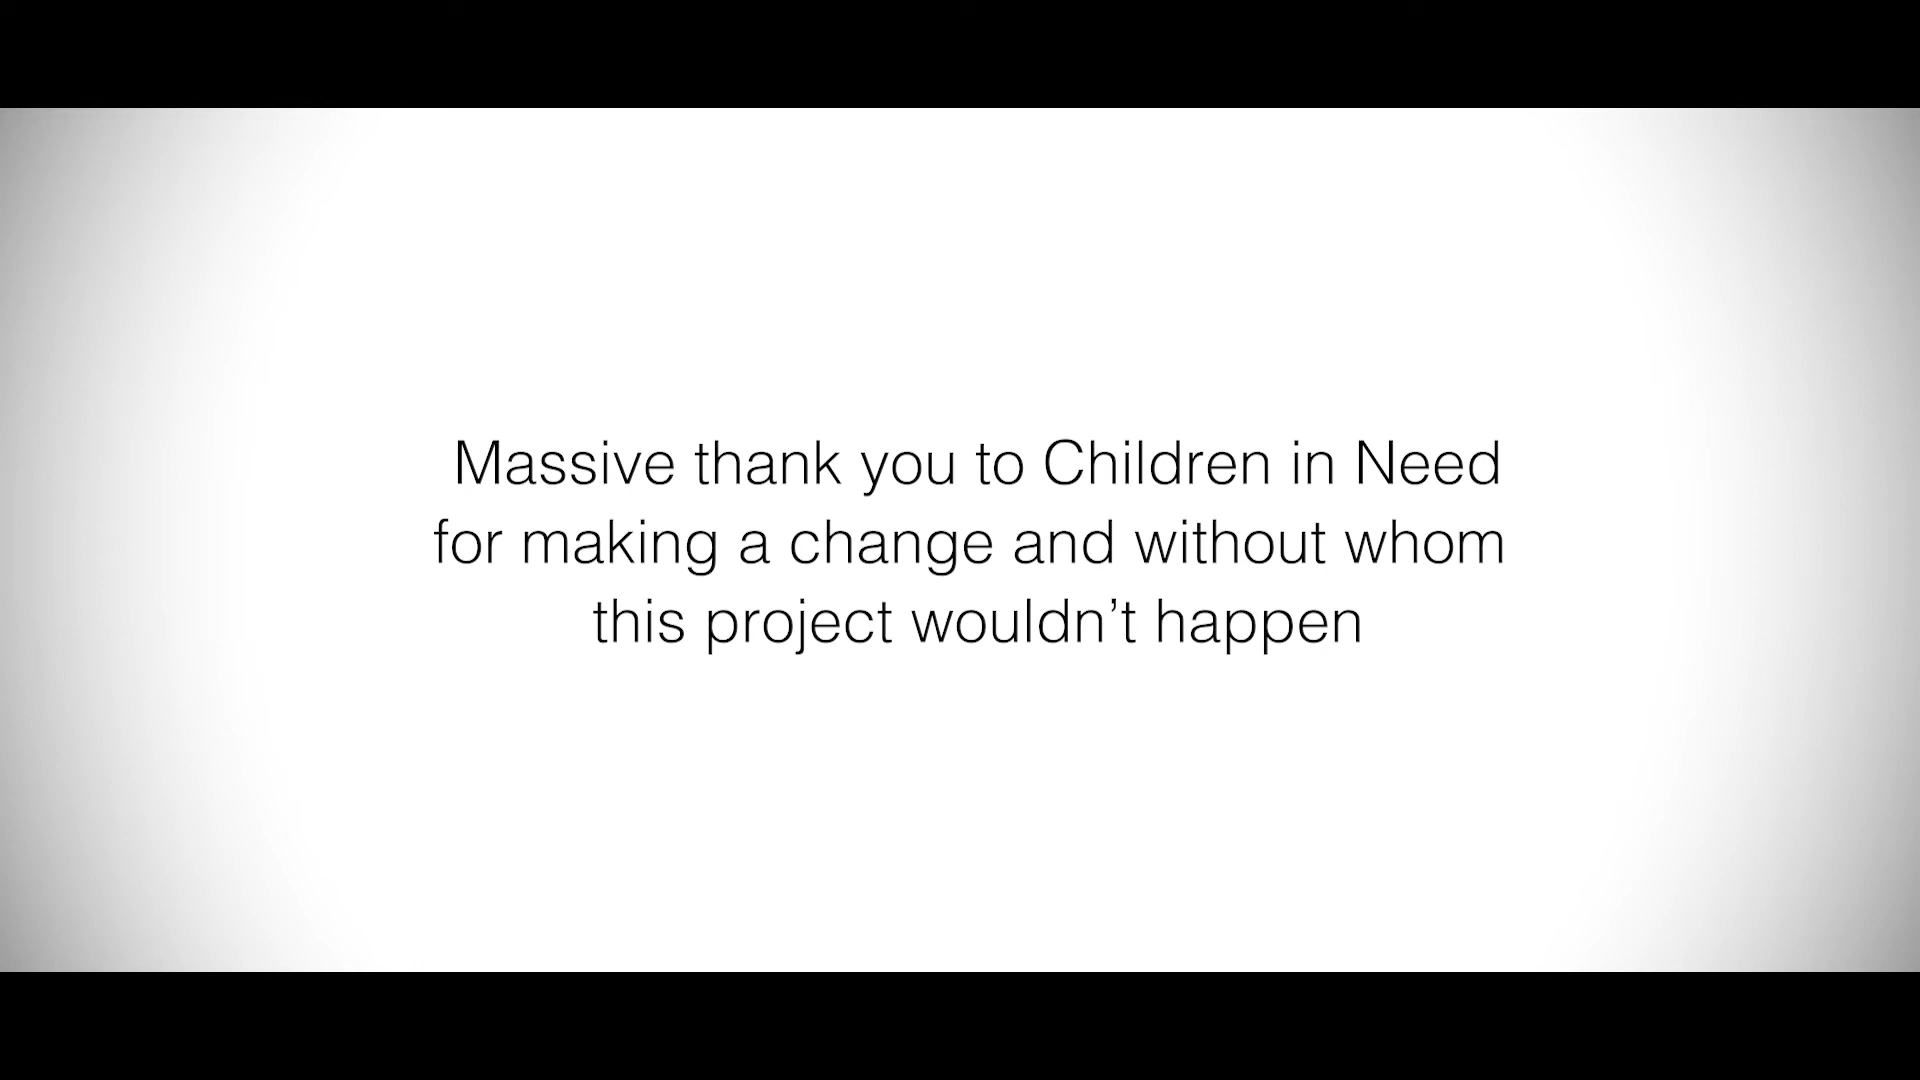 Massive thank you to Children in Need
for making a change and without whom
this project wouldn’t happen